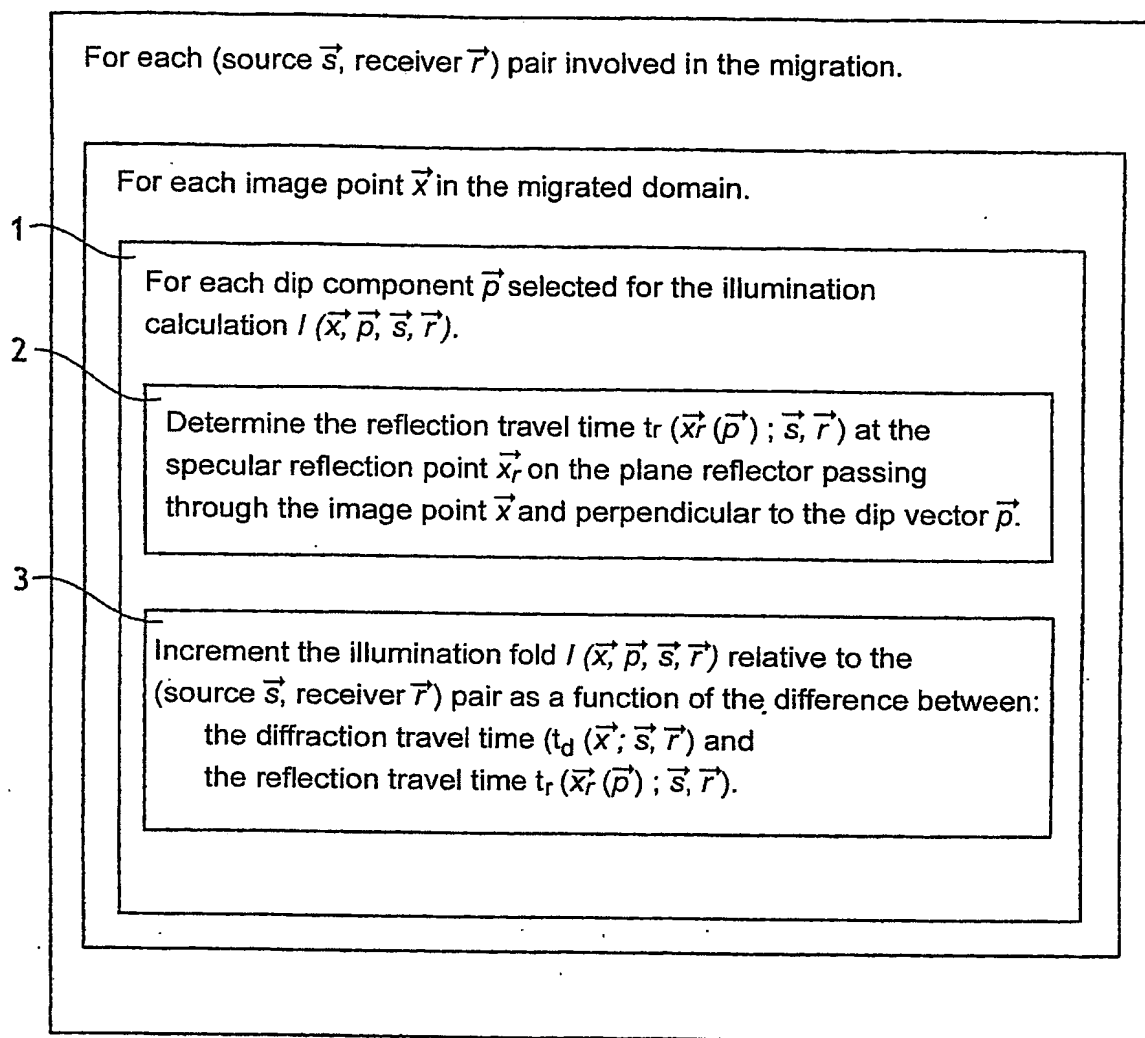 For each (source s⃗, receiver r⃗) pair involved in the migration.
For each image point x⃗ in the migrated domain.
1
For each dip component p⃗ selected for the illumination
calculation I (x⃗, p⃗, s⃗, r⃗).
2
Determine the reflection travel time tr (x⃗r (p⃗) ; s⃗, r⃗) at the
specular reflection point x⃗r on the plane reflector passing
through the image point x⃗ and perpendicular to the dip vector p⃗.
3
Increment the illumination fold I (x⃗, p⃗, s⃗, r⃗) relative to the
(source s⃗, receiver r⃗) pair as a function of the difference between:
the diffraction travel time (td (x⃗; s⃗, r⃗) and
the reflection travel time tr (x⃗r (p⃗) ; s⃗, r⃗).